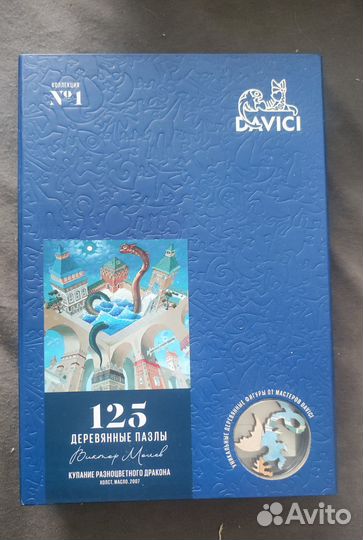 КОЛЛЕКЦИЯ
№1
DAVICI
125
ДЕРЕВЯННЫЕ ПАЗЛЫ
Виктор
КУПАНИЕ РАЗНОЦВЕТНОГО ДРАКОНА
ХОЛСТ, МАСЛО, 2007
УНИКАЛЬНЫЕ ДЕРЕВЯННЫЕ ФИГУРЫ ОТ МАСТЕРОВ DAVICI
Avito